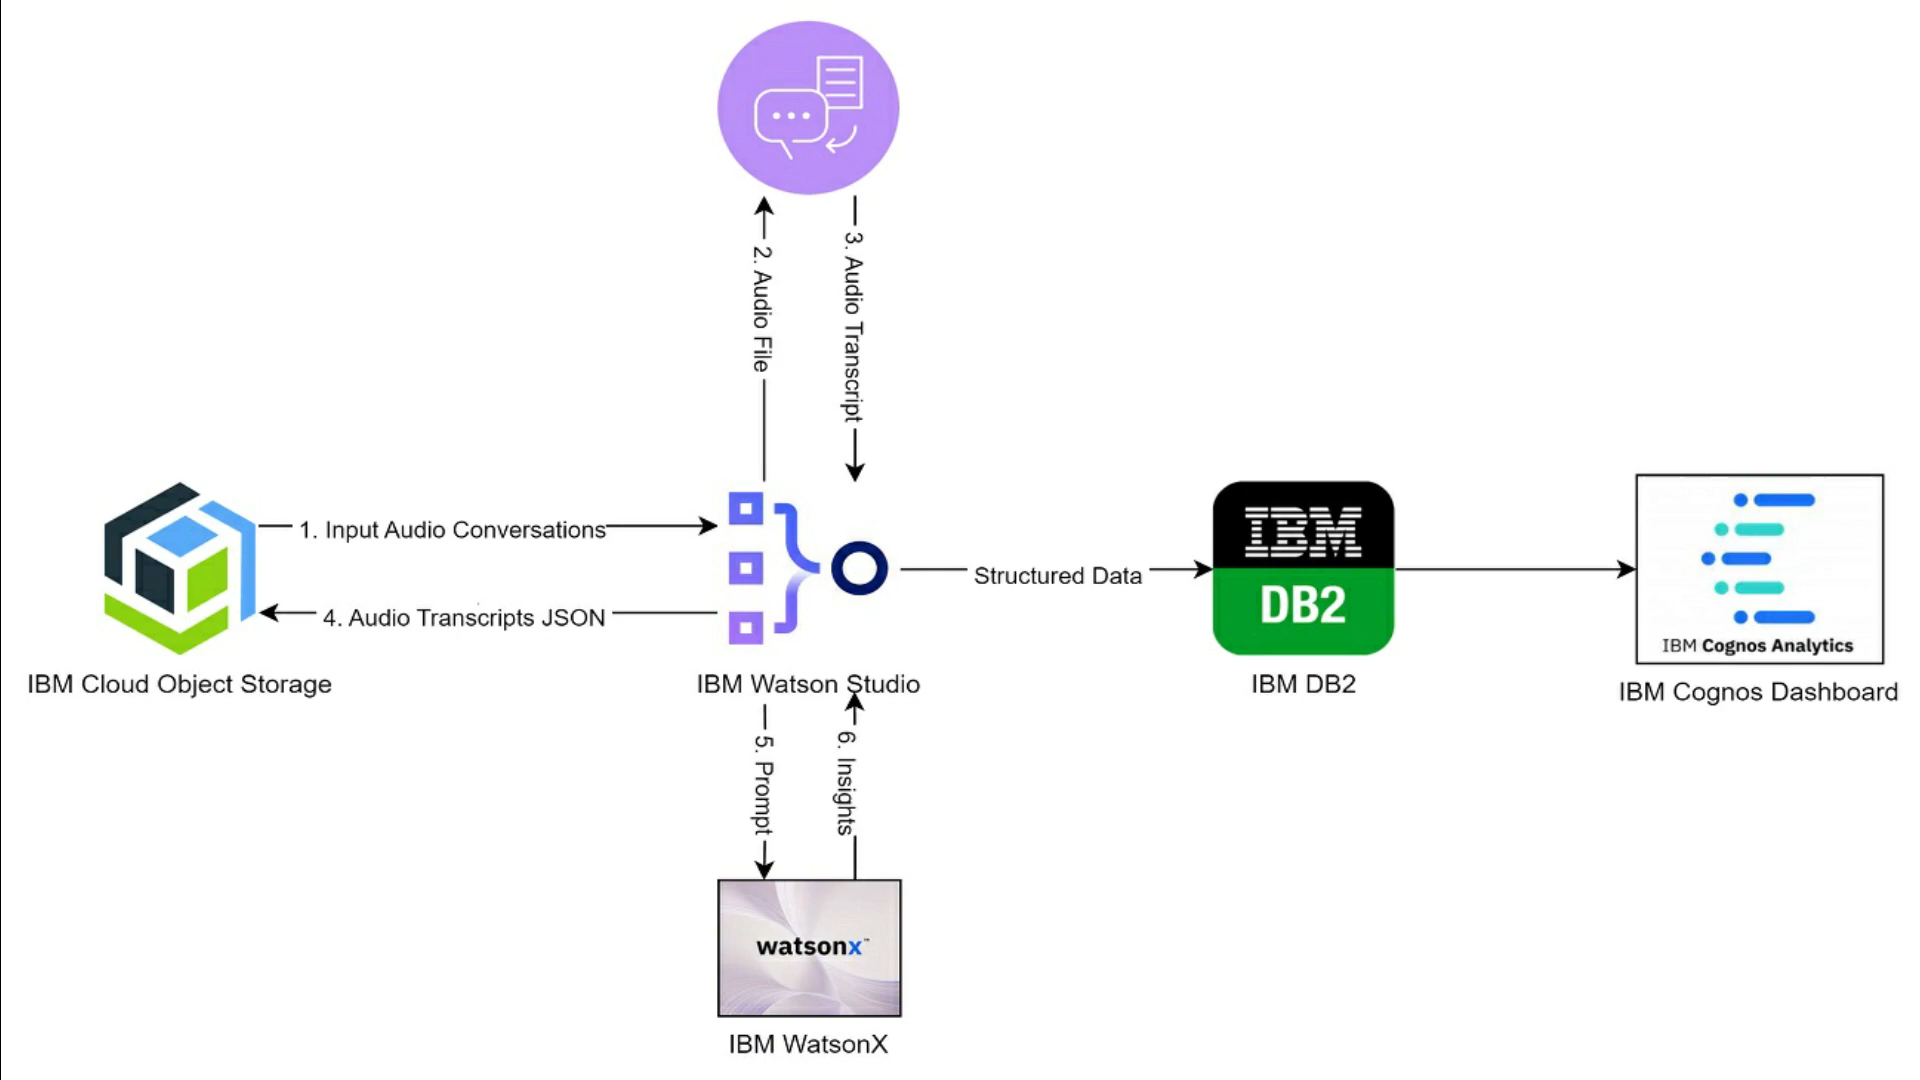 2. Audio File
3. Audio Transcript
1. Input Audio Conversations
4. Audio Transcripts JSON
IBM Cloud Object Storage
IBM Watson Studio
Structured Data
IBM
DB2
IBM DB2
IBM Cognos Analytics
IBM Cognos Dashboard
5. Prompt
6. Insights
watsonx™
IBM WatsonX